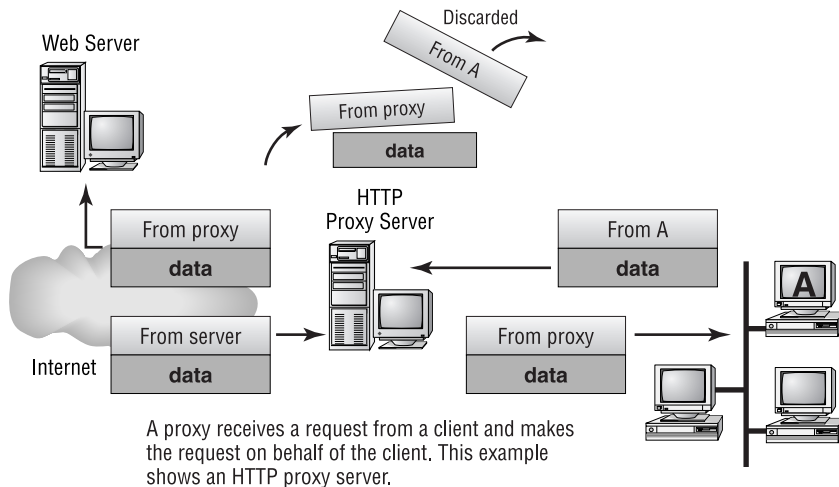 Discarded
Web Server
From A
From proxy
data
HTTP
Proxy Server
From proxy
data
From A
data
A
From server
data
From proxy
data
Internet
A proxy receives a request from a client and makes
the request on behalf of the client. This example
shows an HTTP proxy server.